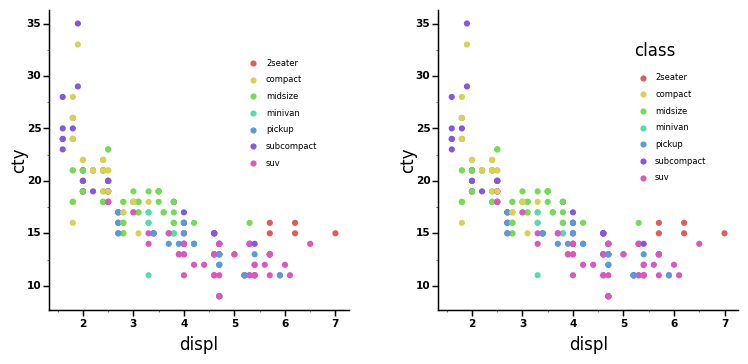 35
30
25
20
15
10
cty
2seater
compact
midsize
minivan
pickup
subcompact
suv
2 3 4 5 6 7
displ
35
30
25
20
15
10
cty
class
2seater
compact
midsize
minivan
pickup
subcompact
suv
2 3 4 5 6 7
displ